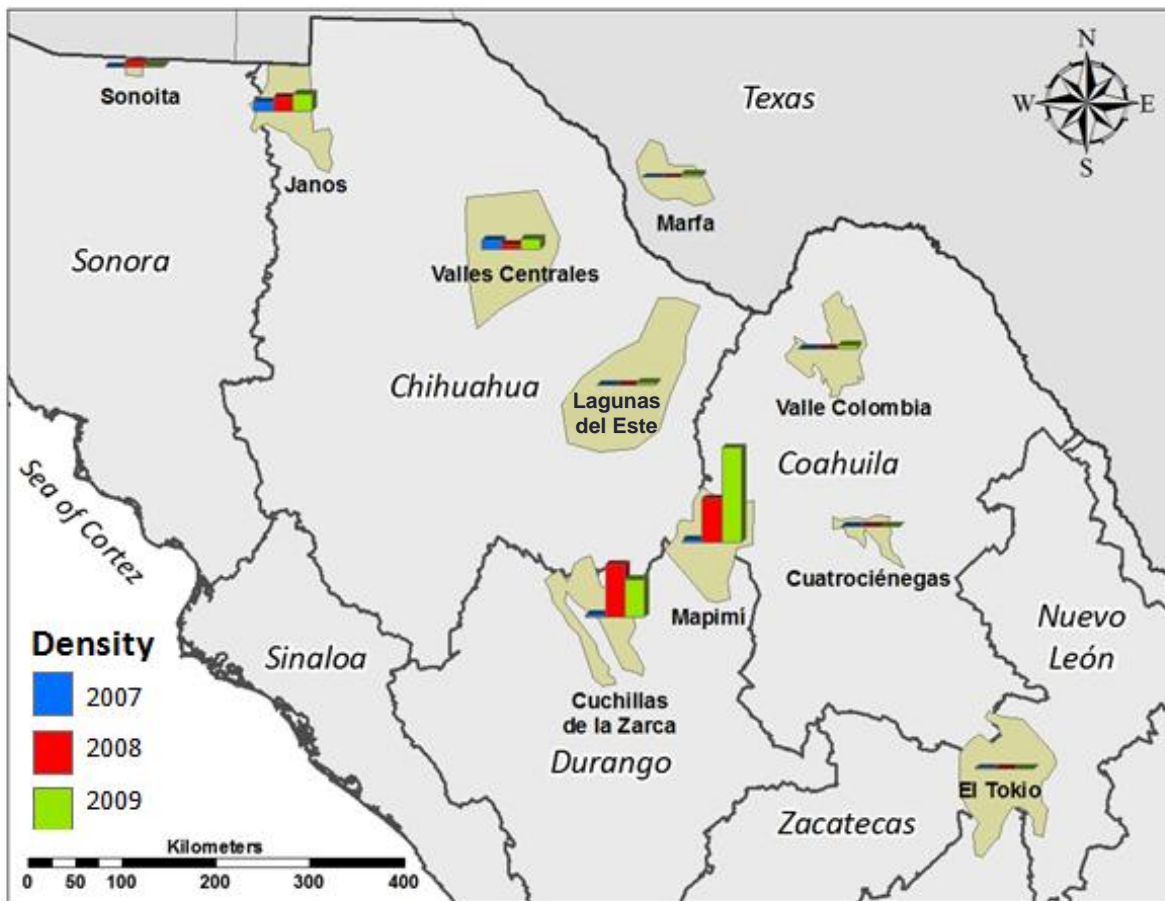 N
W E
S
Texas
Sonoita
Janos
Marfa
Sonora
Valles Centrales
Chihuahua
Lagunas
del Este
Valle Colombia
Coahuila
Sea of Cortez
Cuatrociénegas
Mapimí
Nuevo
León
Density
2007
2008
2009
Sinaloa
Cuchillas
de la Zarca
Durango
El Tokio
Zacatecas
Kilometers
0 50 100 200 300 400